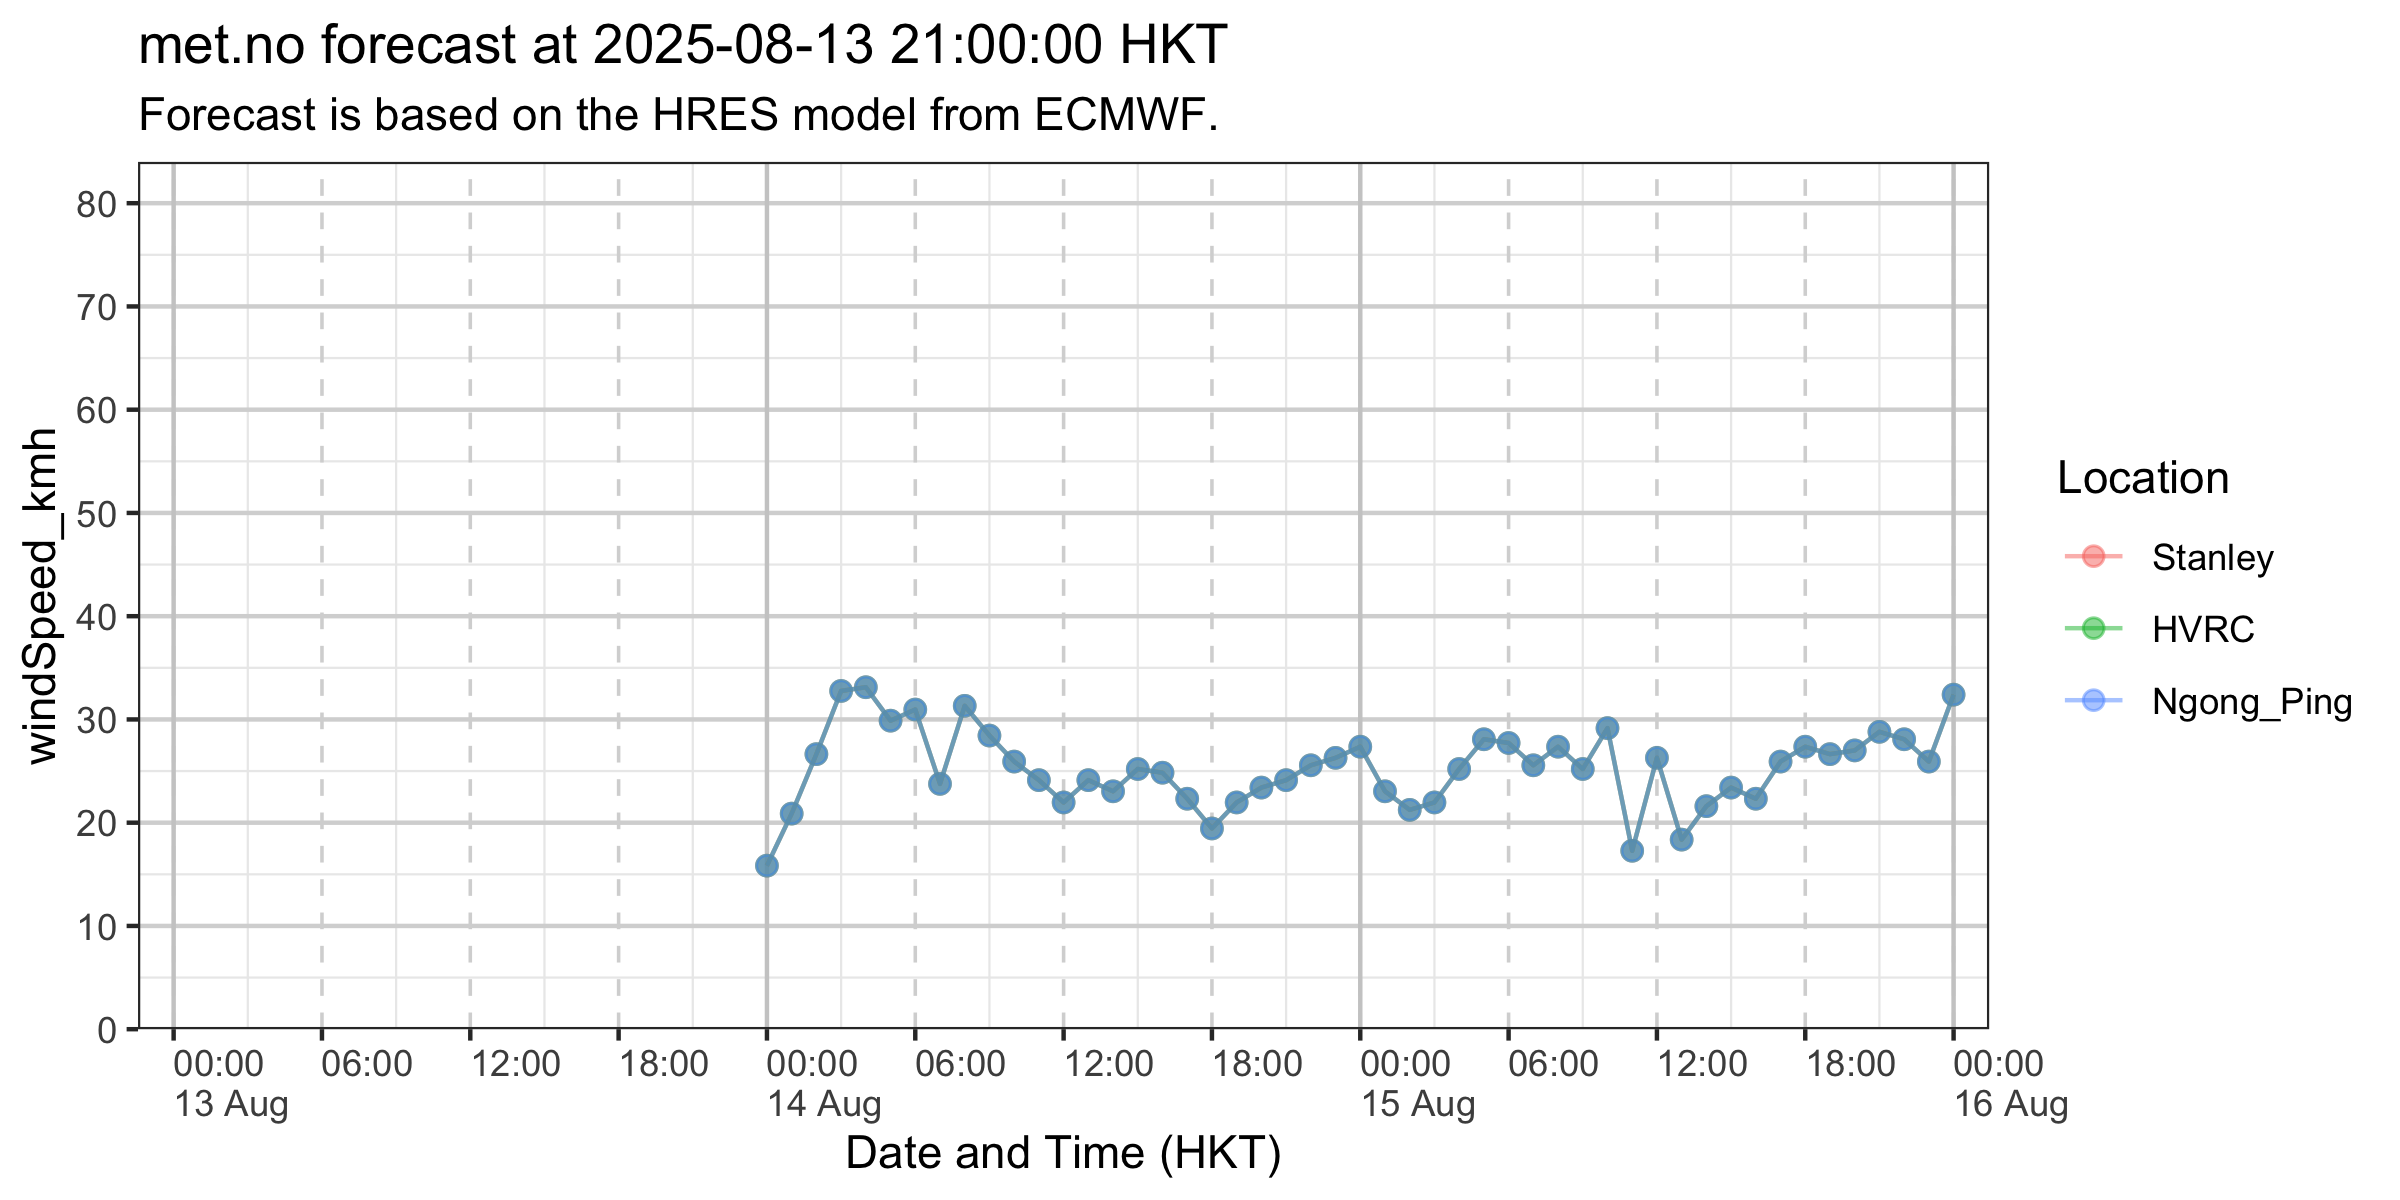 met.no forecast at 2025-08-13 21:00:00 HKT
Forecast is based on the HRES model from ECMWF.
windSpeed_kmh
80
70
60
50
40
30
20
10
0
00:00 06:00 12:00 18:00 00:00 06:00 12:00 18:00 00:00 06:00 12:00 18:00 00:00
13 Aug 14 Aug 15 Aug 16 Aug
Date and Time (HKT)
Location
Stanley
HVRC
Ngong_Ping